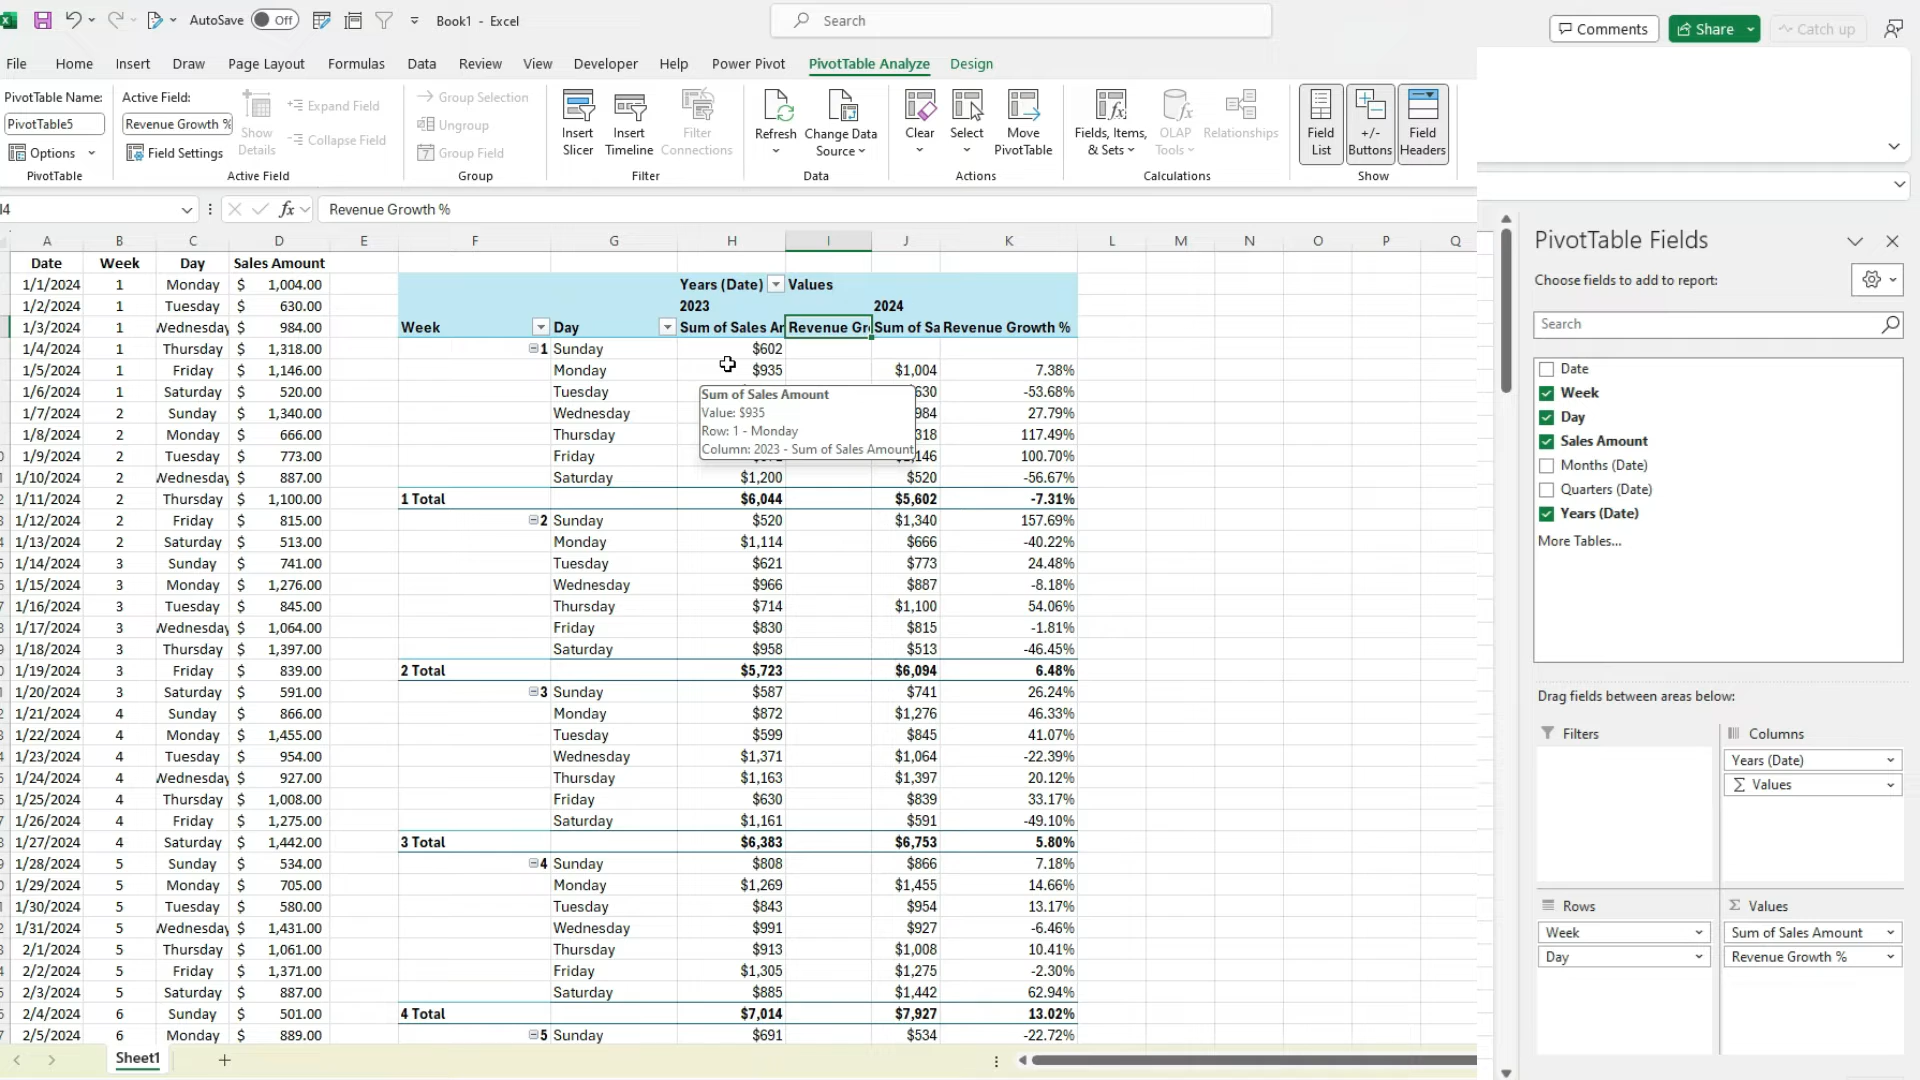 AutoSave Off Book1 - Excel Search Comments Share Catch up
File Home Insert Draw Page Layout Formulas Data Review View Developer Help Power Pivot PivotTable Analyze Design
PivotTable Name:
PivotTable5
Options
PivotTable
Active Field:
Revenue Growth %
Field Settings
Show Details
Expand Field
Collapse Field
Active Field
Group Selection
Ungroup
Group Field
Group
Insert Slicer
Insert Timeline
Filter Connections
Filter
Refresh
Change Data Source
Data
Clear
Select
Move PivotTable
Actions
Fields, Items, & Sets
OLAP Tools
Relationships
Calculations
Field List
+/- Buttons
Field Headers
Show
I4 fx Revenue Growth %
A B C D E F G H I J K L M N O P Q
Date Week Day Sales Amount
1/1/2024 1 Monday $ 1,004.00 Years (Date) Values
1/2/2024 1 Tuesday $ 630.00 2023 2024
1/3/2024 1 Wednesday $ 984.00 Week Day Sum of Sales Ar Revenue Gr Sum of Sa Revenue Growth %
1/4/2024 1 Thursday $ 1,318.00 1 Sunday $602
1/5/2024 1 Friday $ 1,146.00 Monday $935 $1,004 7.38%
1/6/2024 1 Saturday $ 520.00 Tuesday 630 -53.68%
1/7/2024 2 Sunday $ 1,340.00 Wednesday 984 27.79%
1/8/2024 2 Monday $ 666.00 Thursday 318 117.49%
1/9/2024 2 Tuesday $ 773.00 Friday 146 100.70%
1/10/2024 2 Wednesday $ 887.00 Saturday $1,200 $520 -56.67%
1/11/2024 2 Thursday $ 1,100.00 1 Total $6,044 $5,602 -7.31%
1/12/2024 2 Friday $ 815.00 2 Sunday $520 $1,340 157.69%
1/13/2024 2 Saturday $ 513.00 Monday $1,114 $666 -40.22%
1/14/2024 3 Sunday $ 741.00 Tuesday $621 $773 24.48%
1/15/2024 3 Monday $ 1,276.00 Wednesday $966 $887 -8.18%
1/16/2024 3 Tuesday $ 845.00 Thursday $714 $1,100 54.06%
1/17/2024 3 Wednesday $ 1,064.00 Friday $830 $815 -1.81%
1/18/2024 3 Thursday $ 1,397.00 Saturday $958 $513 -46.45%
1/19/2024 3 Friday $ 839.00 2 Total $5,723 $6,094 6.48%
1/20/2024 3 Saturday $ 591.00 3 Sunday $587 $741 26.24%
1/21/2024 4 Sunday $ 866.00 Monday $872 $1,276 46.33%
1/22/2024 4 Monday $ 1,455.00 Tuesday $599 $845 41.07%
1/23/2024 4 Tuesday $ 954.00 Wednesday $1,371 $1,064 -22.39%
1/24/2024 4 Wednesday $ 927.00 Thursday $1,163 $1,397 20.12%
1/25/2024 4 Thursday $ 1,008.00 Friday $630 $839 33.17%
1/26/2024 4 Friday $ 1,275.00 Saturday $1,161 $591 -49.10%
1/27/2024 4 Saturday $ 1,442.00 3 Total $6,383 $6,753 5.80%
1/28/2024 5 Sunday $ 534.00 4 Sunday $808 $866 7.18%
1/29/2024 5 Monday $ 705.00 Monday $1,269 $1,455 14.66%
1/30/2024 5 Tuesday $ 580.00 Tuesday $843 $954 13.17%
1/31/2024 5 Wednesday $ 1,431.00 Wednesday $991 $927 -6.46%
2/1/2024 5 Thursday $ 1,061.00 Thursday $913 $1,008 10.41%
2/2/2024 5 Friday $ 1,371.00 Friday $1,305 $1,275 -2.30%
2/3/2024 5 Saturday $ 887.00 Saturday $885 $1,442 62.94%
2/4/2024 6 Sunday $ 501.00 4 Total $7,014 $7,927 13.02%
2/5/2024 6 Monday $ 889.00 5 Sunday $691 $534 -22.72%
Sum of Sales Amount
Value: $935
Row: 1 - Monday
Column: 2023 - Sum of Sales Amount
Sheet1
PivotTable Fields
Choose fields to add to report:
Search
Date
Week
Day
Sales Amount
Months (Date)
Quarters (Date)
Years (Date)
More Tables...
Drag fields between areas below:
Filters
Columns
Years (Date)
Σ Values
Rows
Week
Day
Σ Values
Sum of Sales Amount
Revenue Growth %